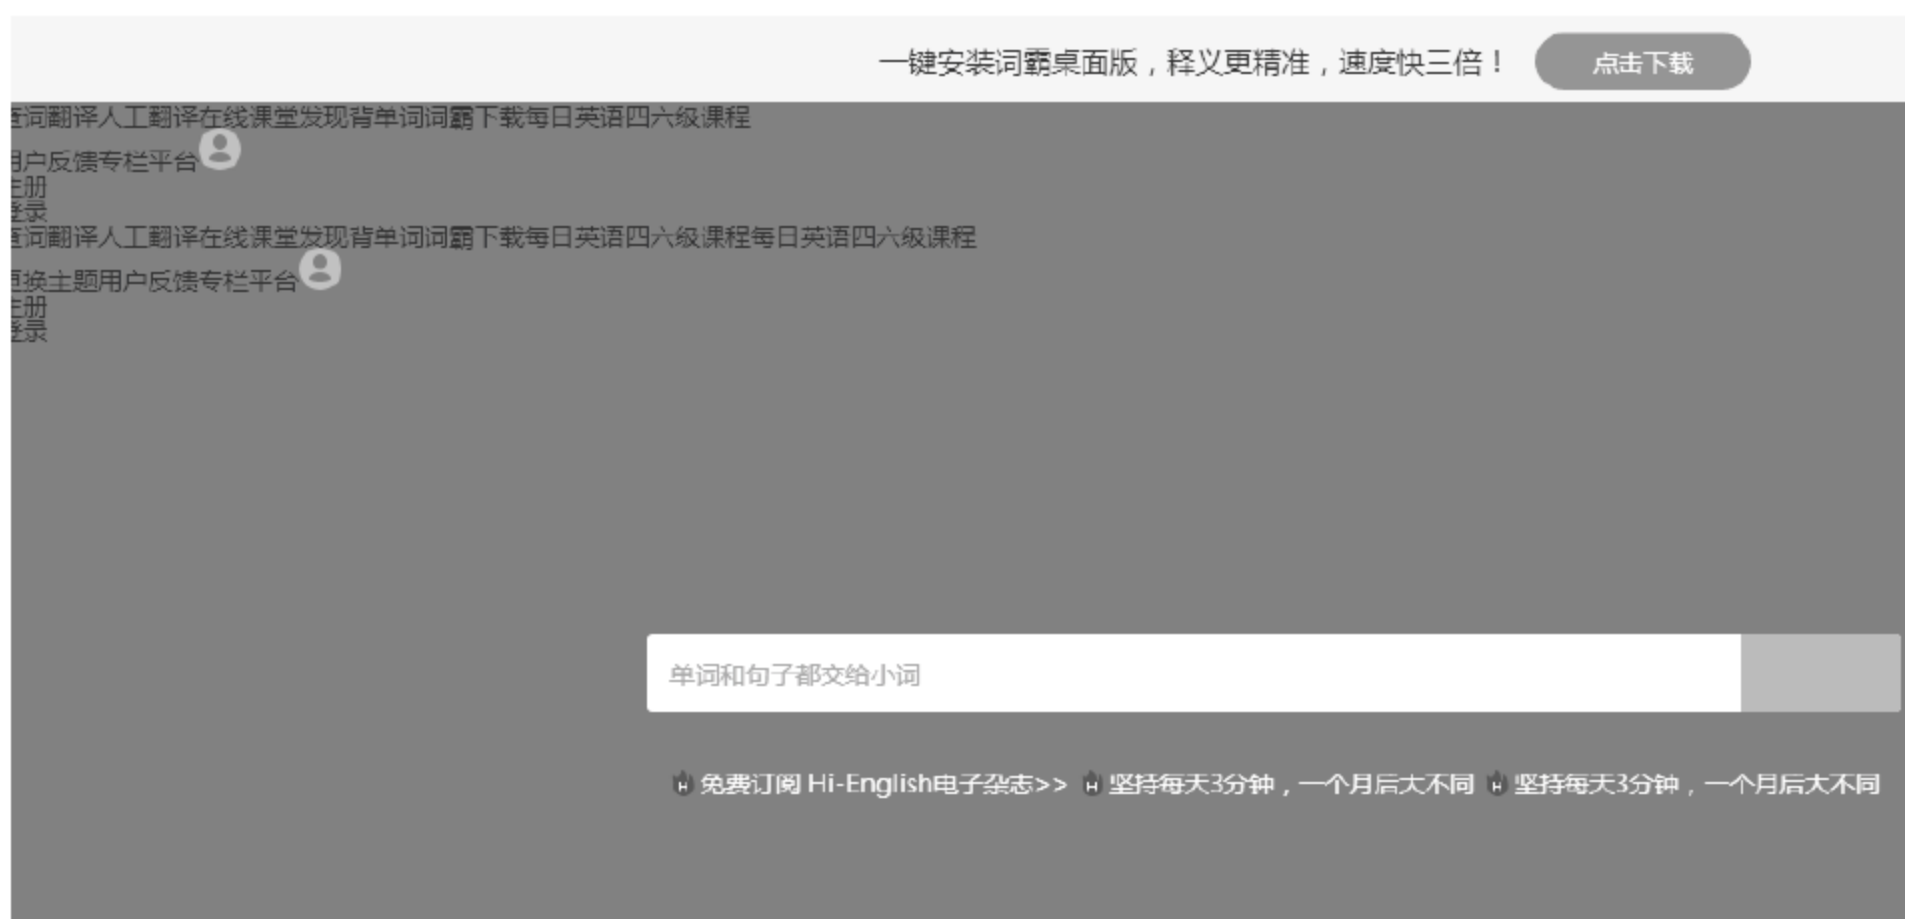 一键安装词霸桌面版，释义更精准，速度快三倍！ 点击下载
查词翻译人工翻译在线课堂发现背单词词霸下载每日英语四六级课程
用户反馈专栏平台
注册
登录
查词翻译人工翻译在线课堂发现背单词词霸下载每日英语四六级课程每日英语四六级课程
更换主题用户反馈专栏平台
注册
登录
单词和句子都交给小词
H 免费订阅 Hi-English电子杂志>> H 坚持每天3分钟，一个月后大不同 H 坚持每天3分钟，一个月后大不同